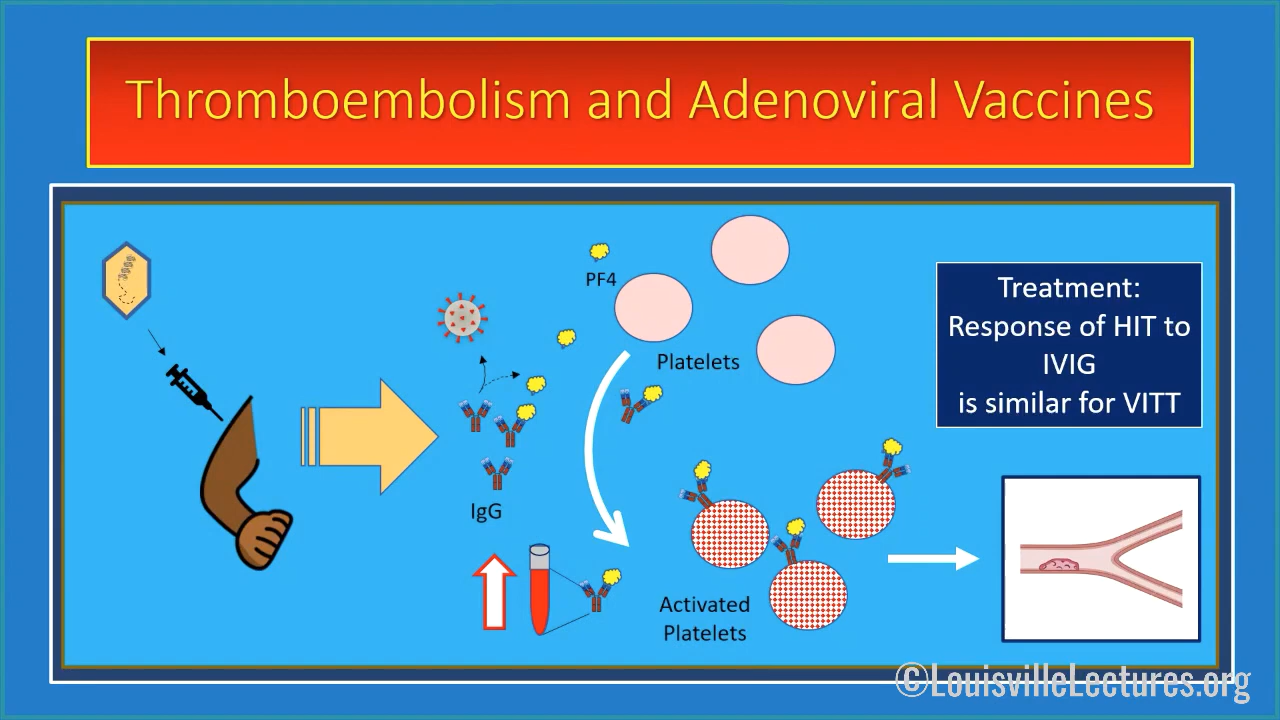 Thromboembolism and Adenoviral Vaccines
PF4
Platelets
IgG
Activated
Platelets
Treatment:
Response of HIT to
IVIG
is similar for VITT
©LouisvilleLectures.org